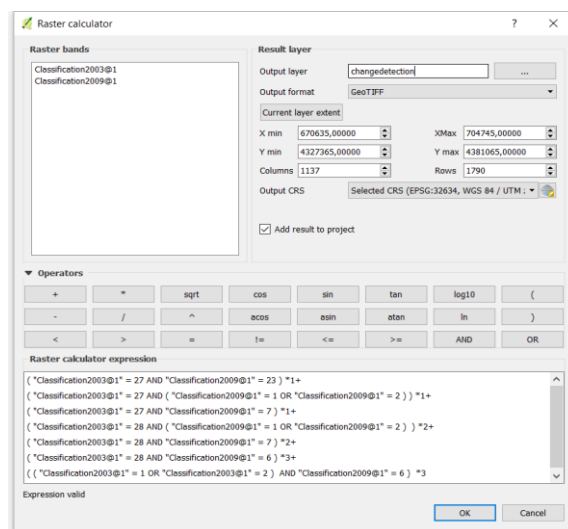 Raster calculator ? ×
Raster bands
Classification2003@1
Classification2009@1
Result layer
Output layer changedetection ...
Output format GeoTIFF
Current layer extent
X min 670635,00000 XMax 704745,00000
Y min 4327365,00000 Y max 4381065,00000
Columns 1137 Rows 1790
Output CRS Selected CRS (EPSG:32634, WGS 84 / UTM :
Add result to project
Operators
+ * sqrt cos sin tan log10 (
- / ^ acos asin atan ln )
< > = != <= >= AND OR
Raster calculator expression
( "Classification2003@1" = 27 AND "Classification2009@1" = 23 ) *1+
( "Classification2003@1" = 27 AND ( "Classification2009@1" = 1 OR "Classification2009@1" = 2 ) ) *1+
( "Classification2003@1" = 27 AND "Classification2009@1" = 7 ) *1+
( "Classification2003@1" = 28 AND ( "Classification2009@1" = 1 OR "Classification2009@1" = 2 ) ) *2+
( "Classification2003@1" = 28 AND "Classification2009@1" = 7 ) *2+
( "Classification2003@1" = 28 AND "Classification2009@1" = 6 ) *3+
( ( "Classification2003@1" = 1 OR "Classification2003@1" = 2 ) AND "Classification2009@1" = 6 ) *3
Expression valid
OK Cancel